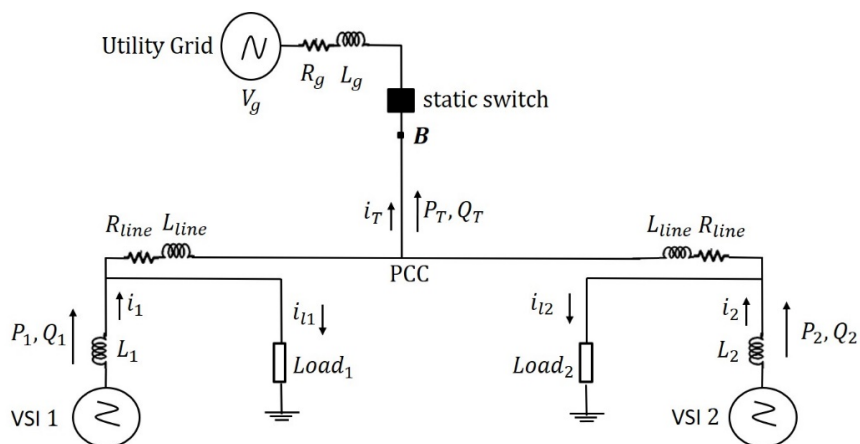 Utility Grid
V_g
R_g L_g
static switch
B
i_T
P_T, Q_T
R_line L_line
L_line R_line
PCC
P_1, Q_1
i_1
L_1
i_l1
Load_1
i_l2
Load_2
i_2
L_2
P_2, Q_2
VSI 1
VSI 2